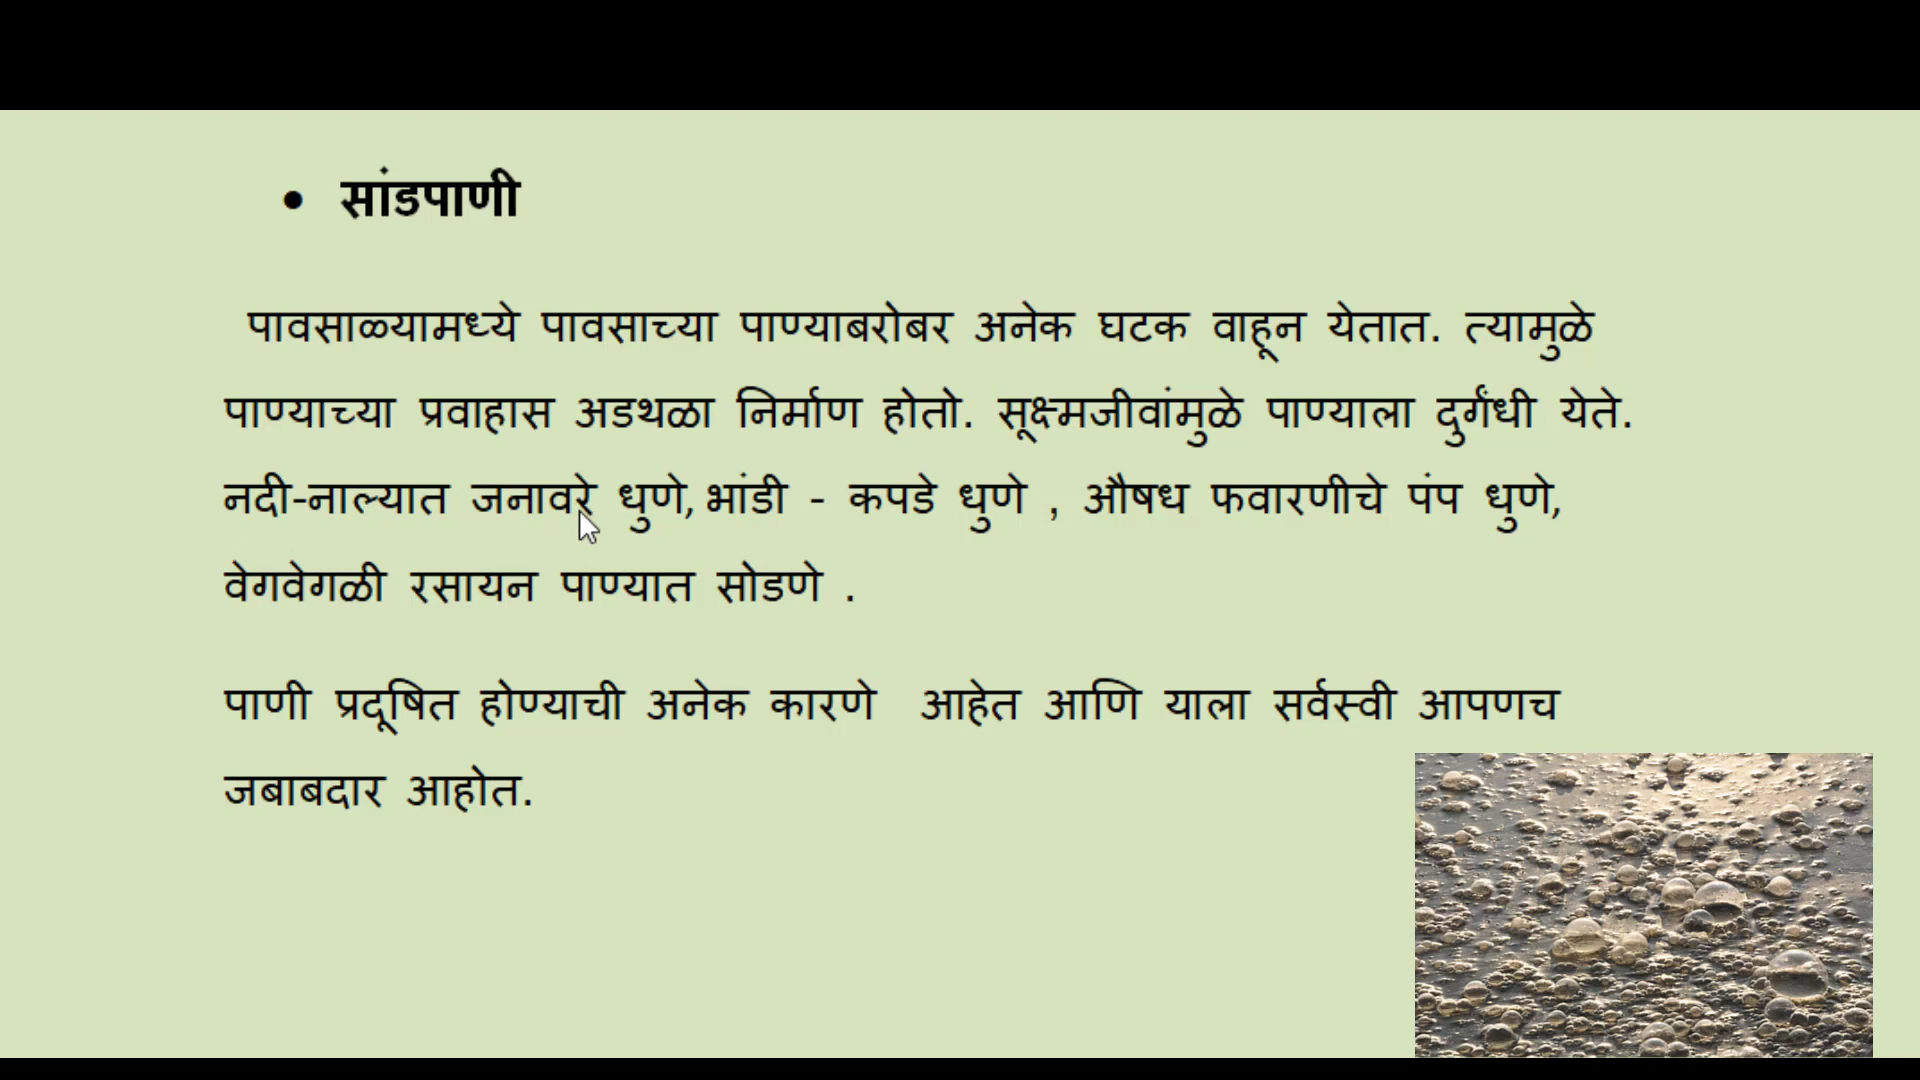 • सांडपाणी
पावसाळ्यामध्ये पावसाच्या पाण्याबरोबर अनेक घटक वाहून येतात. त्यामुळे
पाण्याच्या प्रवाहास अडथळा निर्माण होतो. सूक्ष्मजीवांमुळे पाण्याला दुर्गंधी येते.
नदी-नाल्यात जनावरे धुणे, भांडी - कपडे धुणे , औषध फवारणीचे पंप धुणे,
वेगवेगळी रसायन पाण्यात सोडणे .
पाणी प्रदूषित होण्याची अनेक कारणे आहेत आणि याला सर्वस्वी आपणच
जबाबदार आहोत.